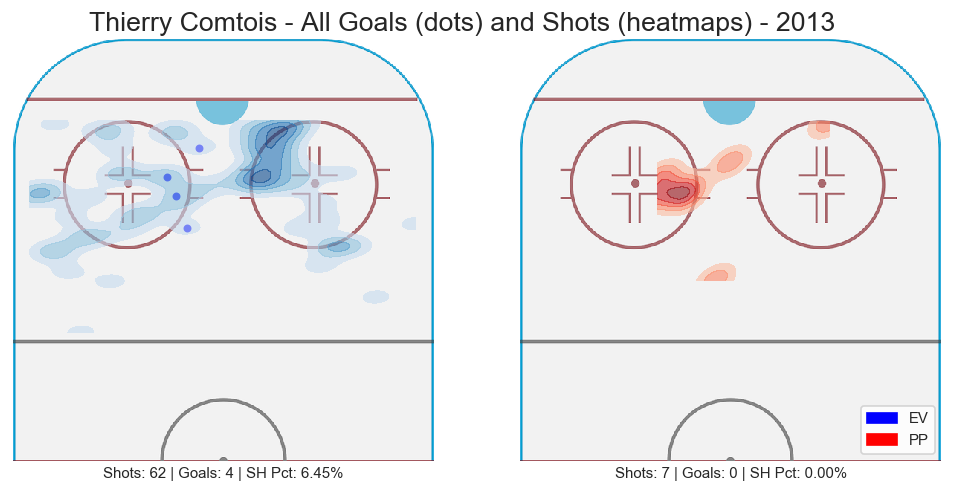 Thierry Comtois - All Goals (dots) and Shots (heatmaps) - 2013
EV
PP
Shots: 62 | Goals: 4 | SH Pct: 6.45%
Shots: 7 | Goals: 0 | SH Pct: 0.00%